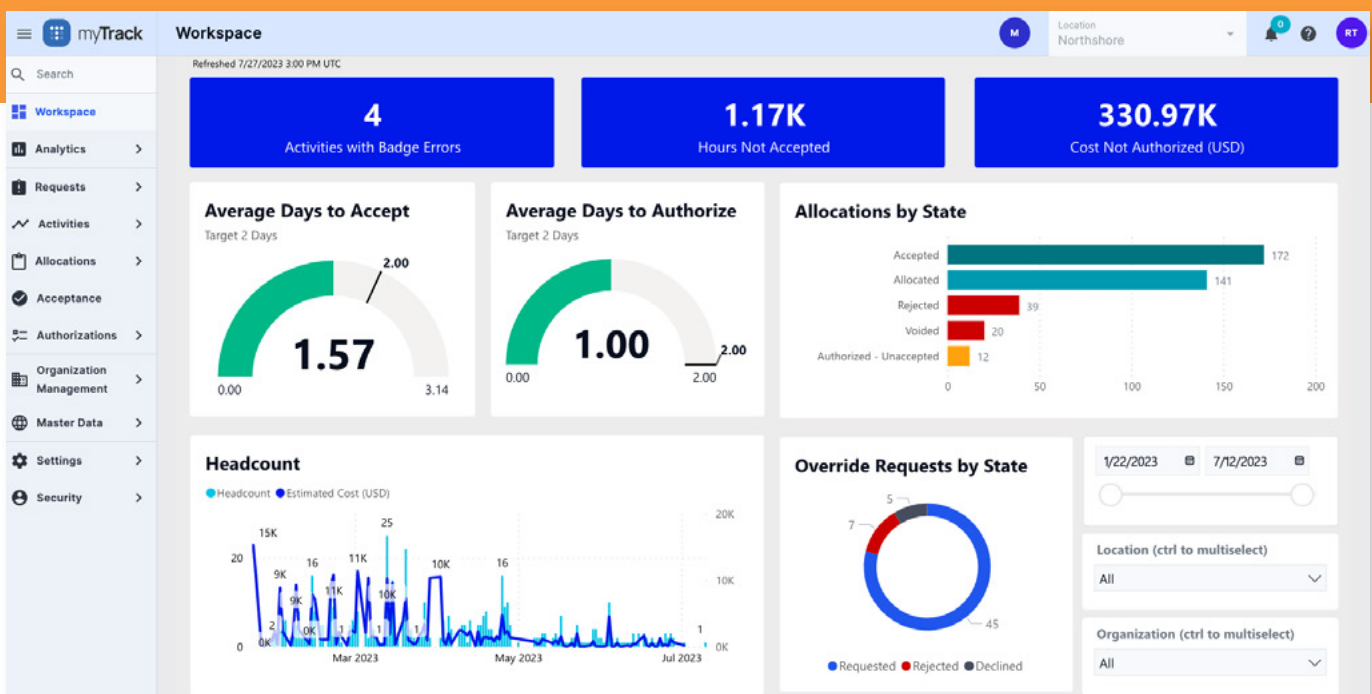 myTrack
Workspace
M
Location
Northshore
0
RT
Search
Workspace
Analytics
Requests
Activities
Allocations
Acceptance
Authorizations
Organization
Management
Master Data
Settings
Security
Refreshed 7/27/2023 3:00 PM UTC
4
Activities with Badge Errors
1.17K
Hours Not Accepted
330.97K
Cost Not Authorized (USD)
Average Days to Accept
Target 2 Days
2.00
1.57
0.00
3.14
Average Days to Authorize
Target 2 Days
1.00
2.00
0.00
2.00
Allocations by State
Accepted
172
Allocated
141
Rejected
39
Voided
20
Authorized - Unaccepted
12
0
50
100
150
200
Headcount
Headcount Estimated Cost (USD)
20K
15K
25
20
16
11K
10K
16
9K
10K
9K
11K
10K
2
0K
0K
1
1
1
1
0
0K
Mar 2023
May 2023
Jul 2023
Override Requests by State
5
7
45
Requested Rejected Declined
1/22/2023
7/12/2023
Location (ctrl to multiselect)
All
Organization (ctrl to multiselect)
All